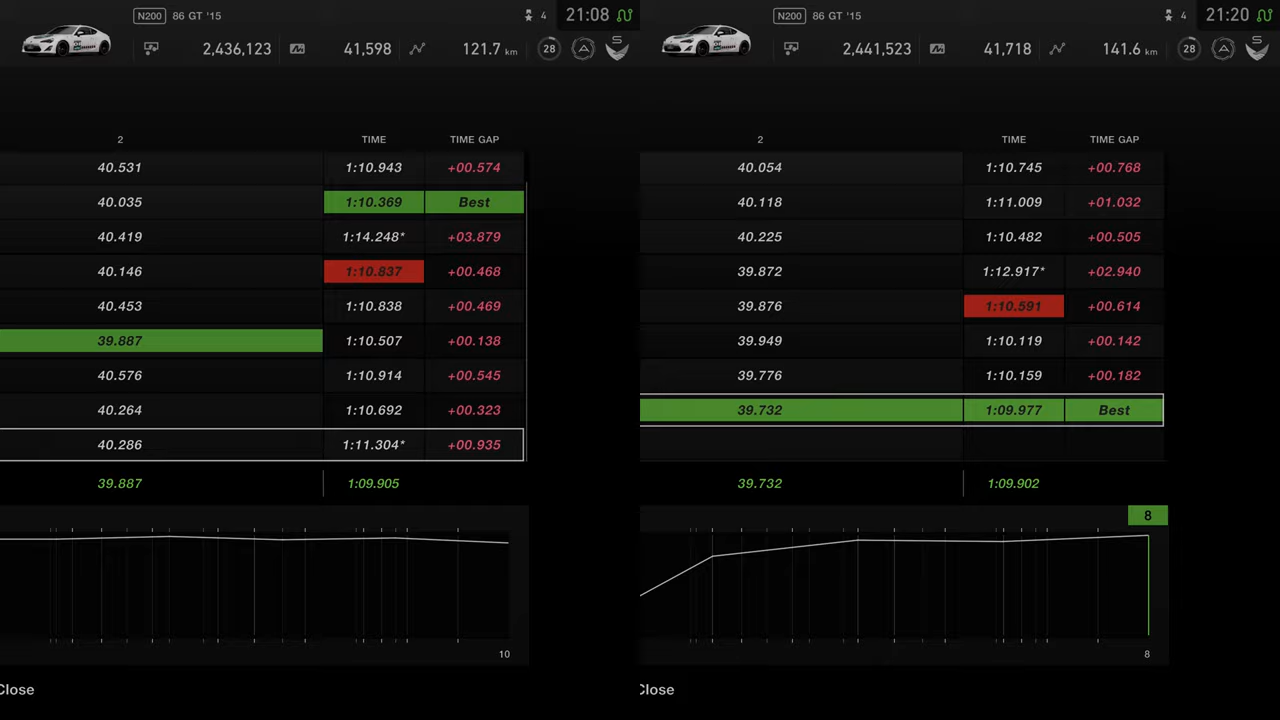 N200 86 GT '15 4 21:08
2,436,123 41,598 121.7 km 28 A S
2 TIME TIME GAP
40.531 1:10.943 +00.574
40.035 1:10.369 Best
40.419 1:14.248* +03.879
40.146 1:10.837 +00.468
40.453 1:10.838 +00.469
39.887 1:10.507 +00.138
40.576 1:10.914 +00.545
40.264 1:10.692 +00.323
40.286 1:11.304* +00.935
39.887 1:09.905
10
Close
N200 86 GT '15 4 21:20
2,441,523 41,718 141.6 km 28 A S
2 TIME TIME GAP
40.054 1:10.745 +00.768
40.118 1:11.009 +01.032
40.225 1:10.482 +00.505
39.872 1:12.917* +02.940
39.876 1:10.591 +00.614
39.949 1:10.119 +00.142
39.776 1:10.159 +00.182
39.732 1:09.977 Best
39.732 1:09.902
8
8
Close